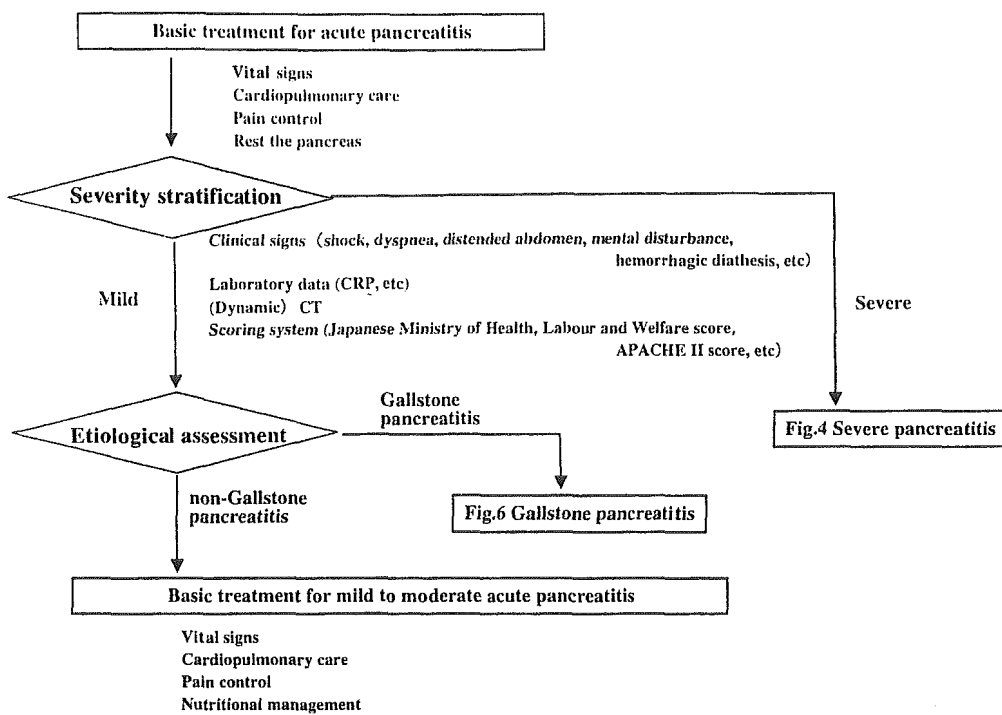 Basic treatment for acute pancreatitis
Vital signs
Cardiopulmonary care
Pain control
Rest the pancreas
Severity stratification
Clinical signs (shock, dyspnea, distended abdomen, mental disturbance,
hemorrhagic diathesis, etc)
Mild
Laboratory data (CRP, etc)
(Dynamic) CT
Severe
Scoring system (Japanese Ministry of Health, Labour and Welfare score,
APACHE II score, etc)
Etiological assessment
Gallstone
pancreatitis
Fig.4 Severe pancreatitis
non-Gallstone
pancreatitis
Fig.6 Gallstone pancreatitis
Basic treatment for mild to moderate acute pancreatitis
Vital signs
Cardiopulmonary care
Pain control
Nutritional management